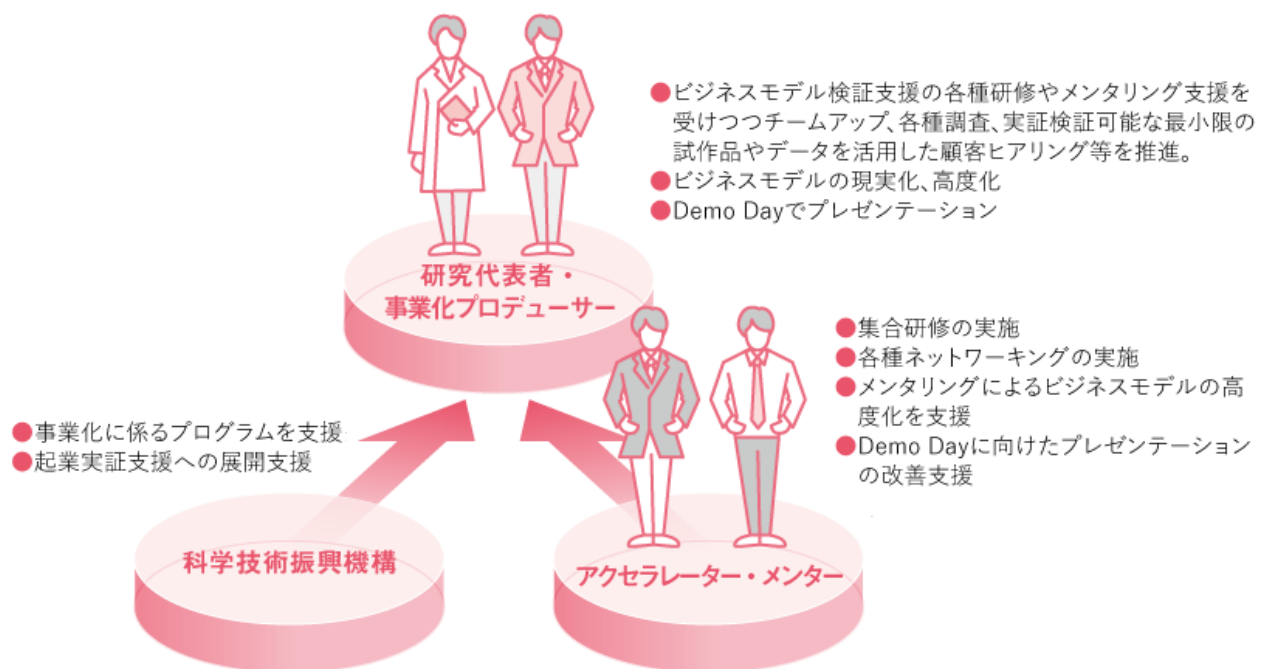 ●ビジネスモデル検証支援の各種研修やメンタリング支援を
受けつつチームアップ、各種調査、実証検証可能な最小限の
試作品やデータを活用した顧客ヒアリング等を推進。
●ビジネスモデルの現実化、高度化
●Demo Dayでプレゼンテーション
研究代表者・
事業化プロデューサー
●集合研修の実施
●各種ネットワーキングの実施
●メンタリングによるビジネスモデルの高
度化を支援
●Demo Dayに向けたプレゼンテーション
の改善支援
●事業化に係るプログラムを支援
●起業実証支援への展開支援
科学技術振興機構
アクセラレーター・メンター